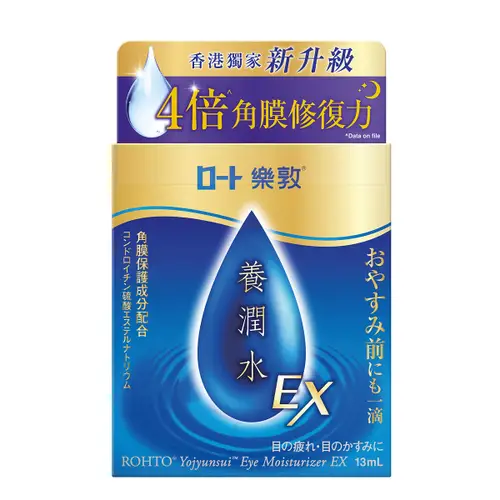 香港獨家 新升級
4倍^角膜修復力
*Data on file
ロート 樂敦®
おやすみ前にも一滴
角膜保護成分配合
コンドロイチン硫酸エステルナトリウム
養潤水
EX
目の疲れ・目のかすみに
ROHTO® Yojyunsui™ Eye Moisturizer EX 13mL